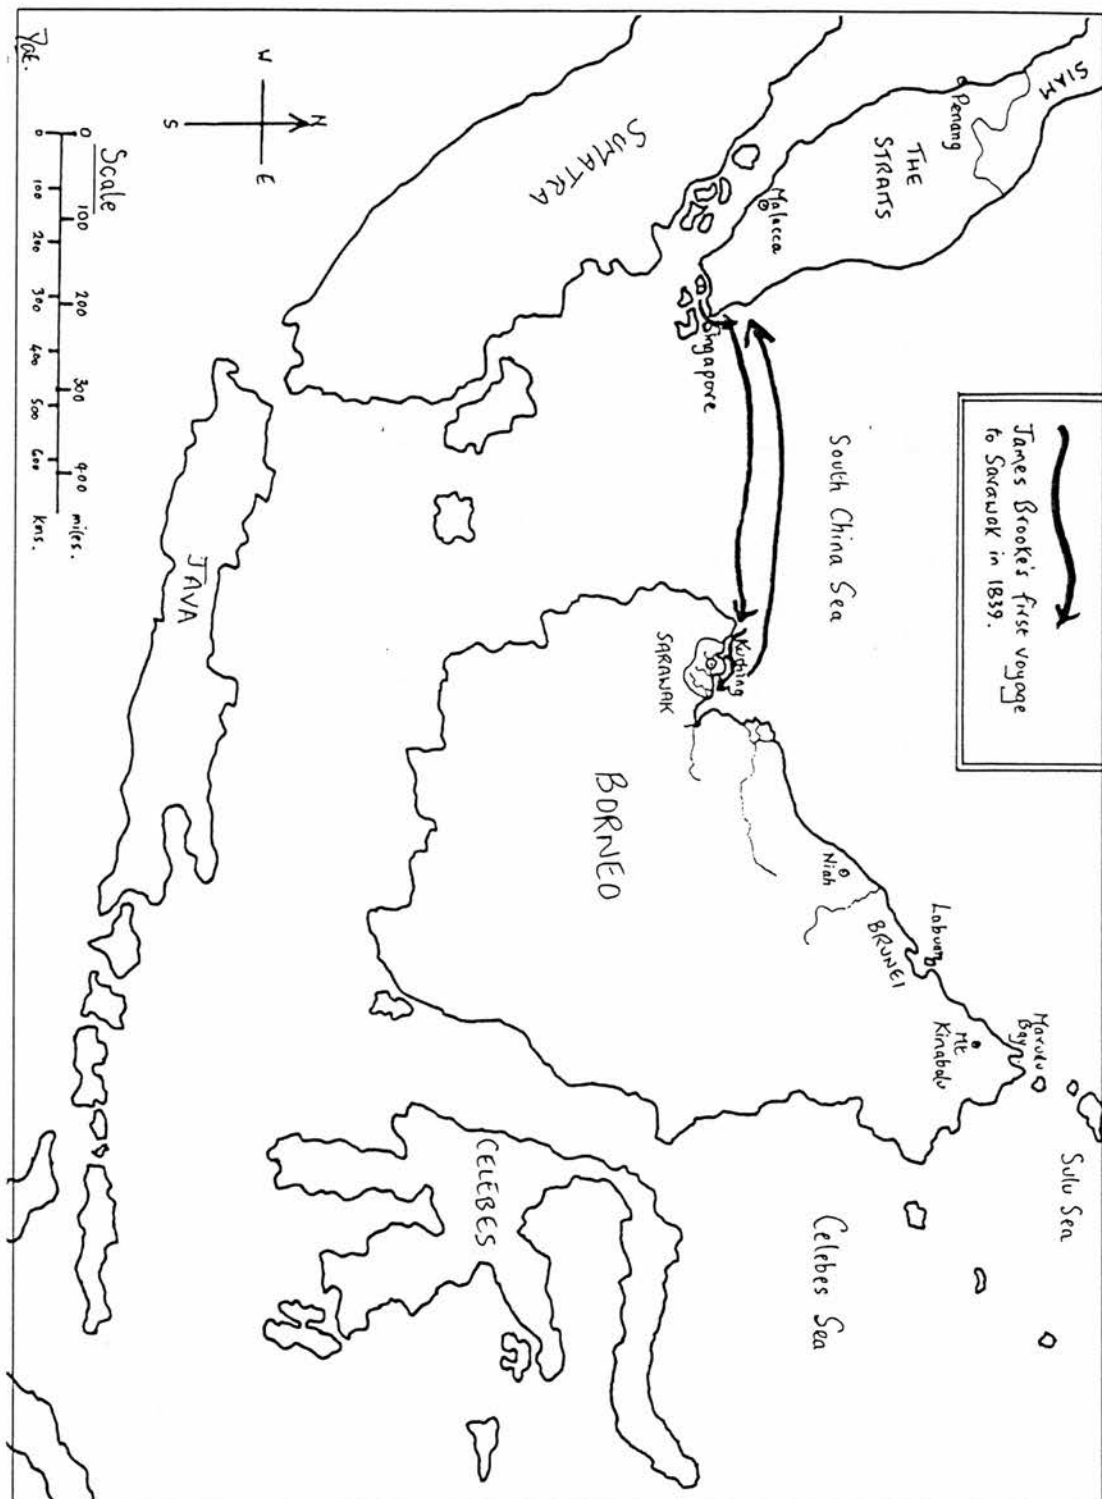 James Brooke's first voyage
to Sarawak in 1839.
SIAM
Penang
THE
STRAITS
Malacca
Singapore
SUMATRA
South China Sea
Kuching
SARAWAK
BORNEO
Niah
BRUNEI
Labuan
Mt
Kinabalu
Marudu
Bay
Sulu Sea
Celebes Sea
CELEBES
JAVA
N
W
E
S
Scale
0 100 200 300 400 miles.
0 100 200 300 400 500 600 kms.